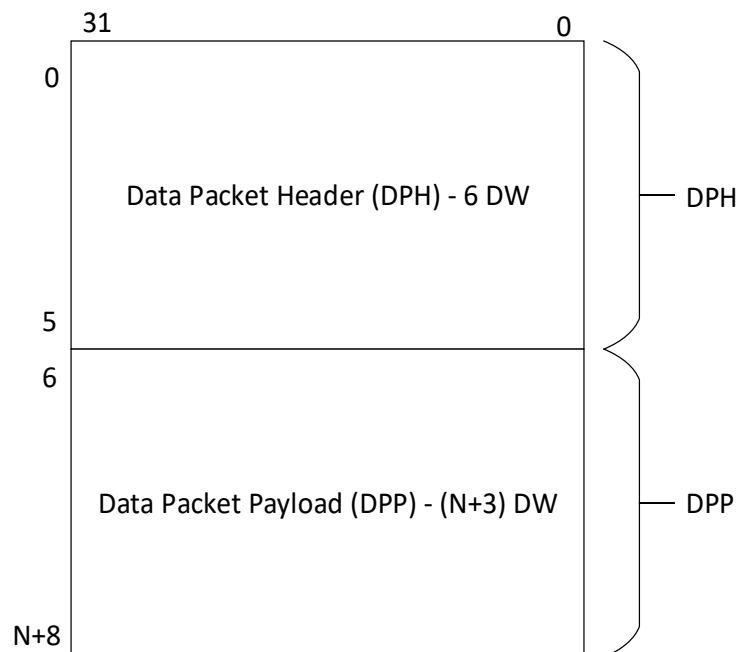 31 0
0
Data Packet Header (DPH) - 6 DW
DPH
5
6
Data Packet Payload (DPP) - (N+3) DW
DPP
N+8